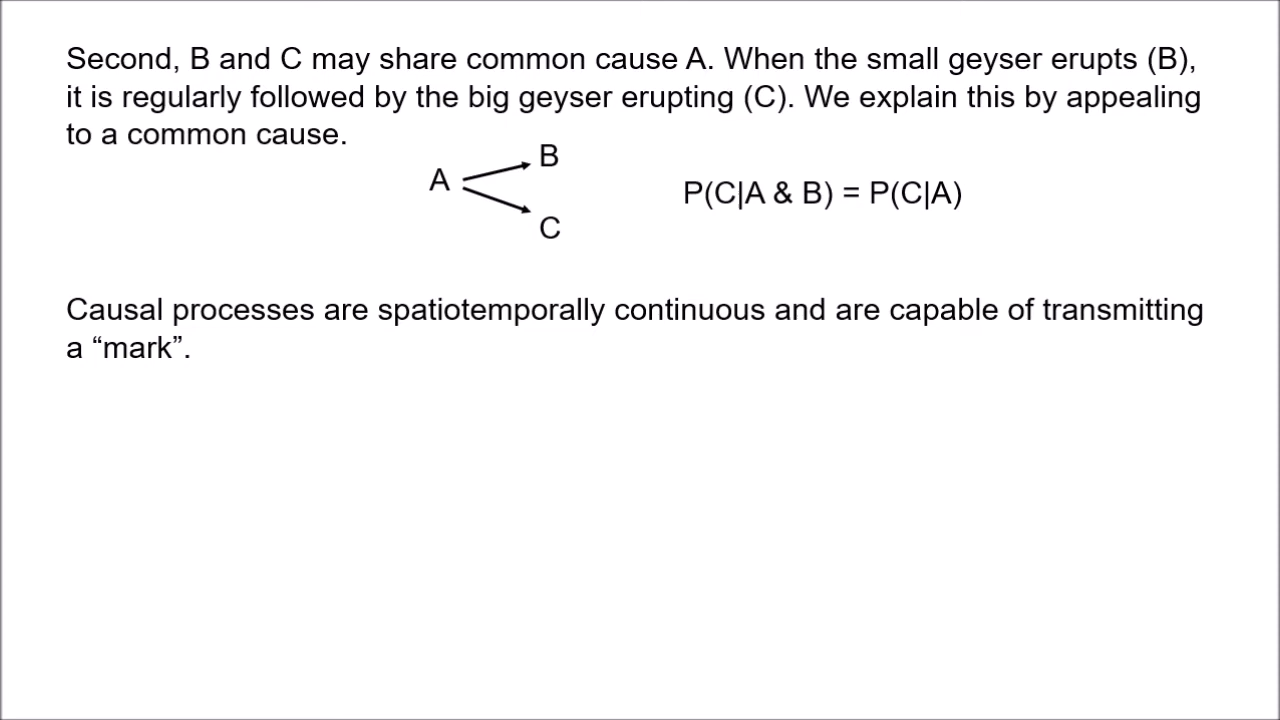 Second, B and C may share common cause A. When the small geyser erupts (B),
it is regularly followed by the big geyser erupting (C). We explain this by appealing
to a common cause.
B
A
P(C|A & B) = P(C|A)
C
Causal processes are spatiotemporally continuous and are capable of transmitting
a “mark”.